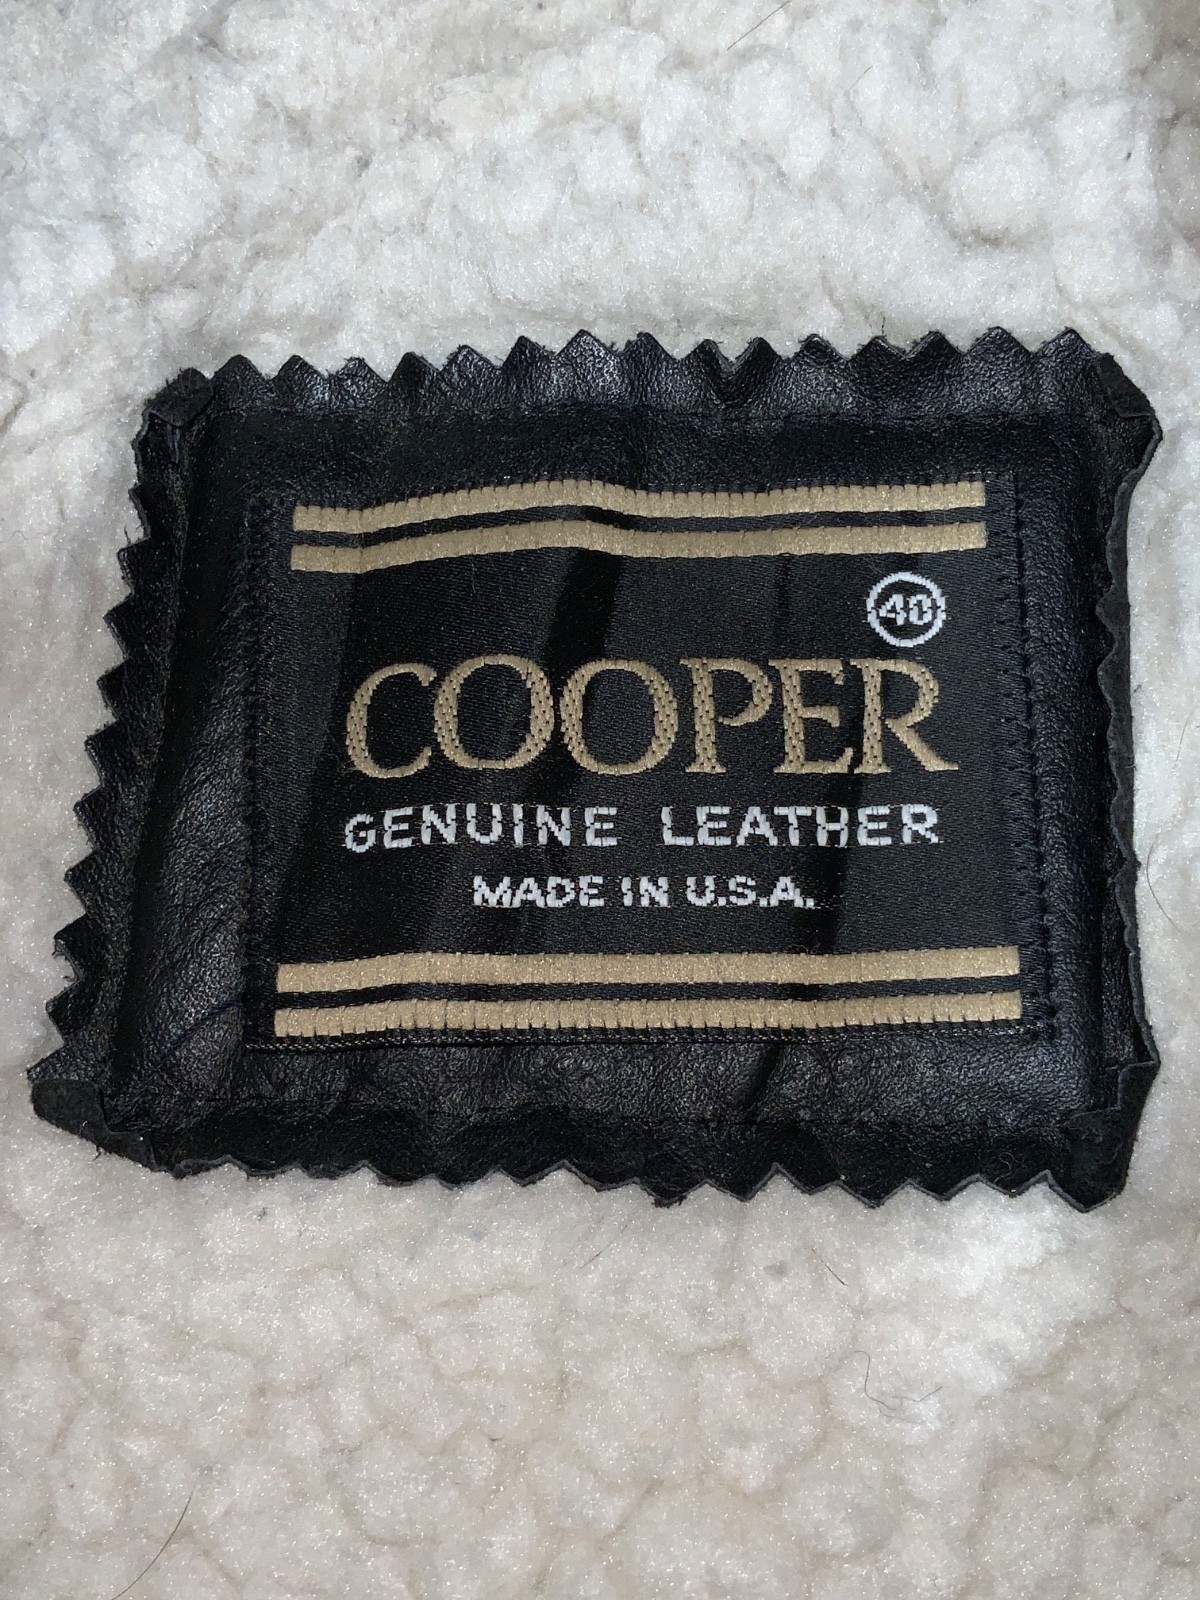 40
COOPER
GENUINE LEATHER
MADE IN U.S.A.